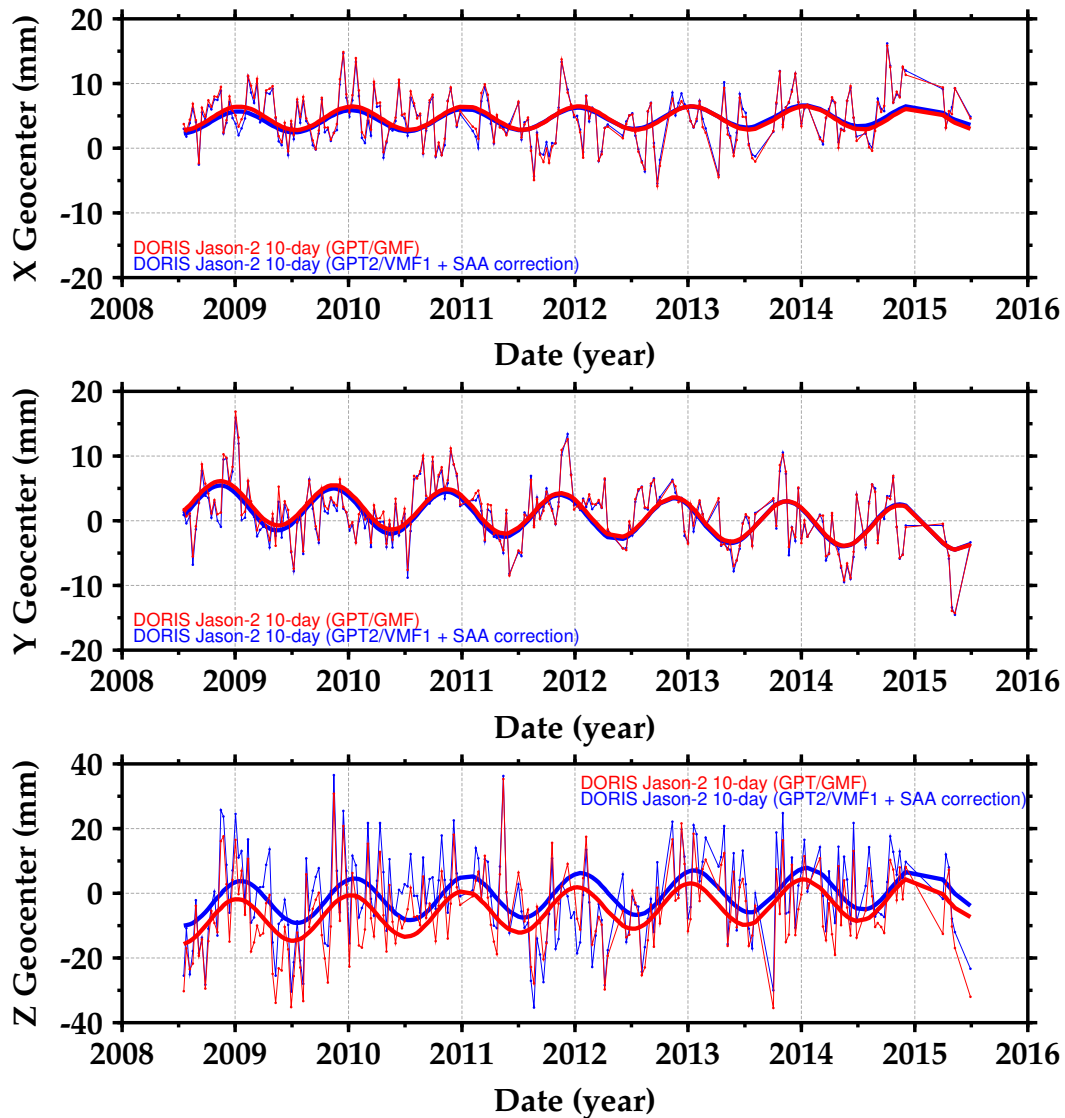 20
10
0
-10
-20
X Geocenter (mm)
DORIS Jason-2 10-day (GPT/GMF)
DORIS Jason-2 10-day (GPT2/VMF1 + SAA correction)
2008 2009 2010 2011 2012 2013 2014 2015 2016
Date (year)
20
10
0
-10
-20
Y Geocenter (mm)
DORIS Jason-2 10-day (GPT/GMF)
DORIS Jason-2 10-day (GPT2/VMF1 + SAA correction)
2008 2009 2010 2011 2012 2013 2014 2015 2016
Date (year)
40
20
0
-20
-40
Z Geocenter (mm)
DORIS Jason-2 10-day (GPT/GMF)
DORIS Jason-2 10-day (GPT2/VMF1 + SAA correction)
2008 2009 2010 2011 2012 2013 2014 2015 2016
Date (year)